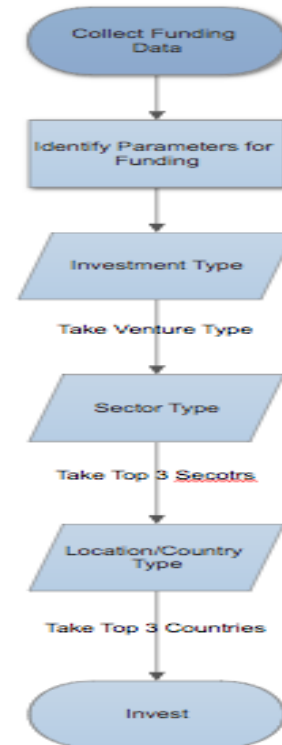 Collect Funding
Data
Identify Parameters for
Funding
Investment Type
Take Venture Type
Sector Type
Take Top 3 Secotrs
Location/Country
Type
Take Top 3 Countries
Invest